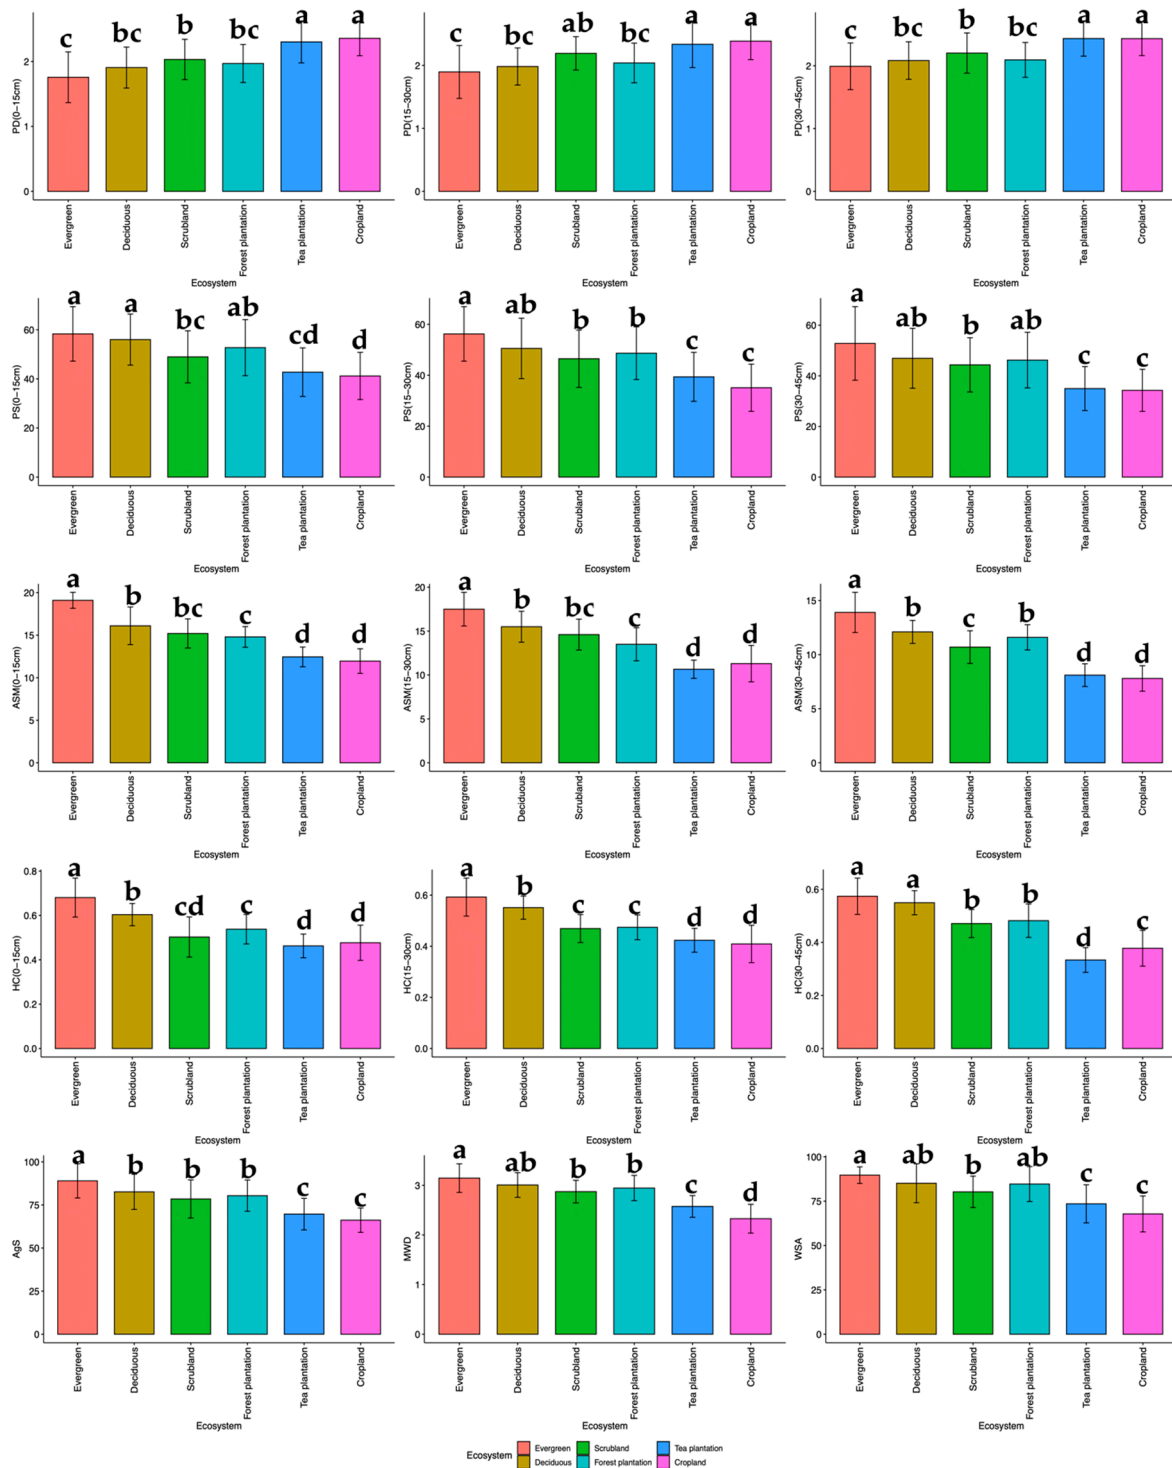 c bc b bc a a
PD(0−15cm)
2
1
0
Evergreen
Deciduous
Scrubland
Forest plantation
Tea plantation
Cropland
Ecosystem
c bc ab bc a a
PD(15−30cm)
2
1
0
Evergreen
Deciduous
Scrubland
Forest plantation
Tea plantation
Cropland
Ecosystem
c bc b bc a a
PD(30−45cm)
2
1
0
Evergreen
Deciduous
Scrubland
Forest plantation
Tea plantation
Cropland
Ecosystem
a a bc ab cd d
PS(0−15cm)
60
40
20
0
Evergreen
Deciduous
Scrubland
Forest plantation
Tea plantation
Cropland
Ecosystem
a ab b b c c
PS(15−30cm)
60
40
20
0
Evergreen
Deciduous
Scrubland
Forest plantation
Tea plantation
Cropland
Ecosystem
a ab b ab c c
PS(30−45cm)
60
40
20
0
Evergreen
Deciduous
Scrubland
Forest plantation
Tea plantation
Cropland
Ecosystem
a b bc c d d
ASM(0−15cm)
20
15
10
5
0
Evergreen
Deciduous
Scrubland
Forest plantation
Tea plantation
Cropland
Ecosystem
a b bc c d d
ASM(15−30cm)
20
15
10
5
0
Evergreen
Deciduous
Scrubland
Forest plantation
Tea plantation
Cropland
Ecosystem
a b c b d d
ASM(30−45cm)
15
10
5
0
Evergreen
Deciduous
Scrubland
Forest plantation
Tea plantation
Cropland
Ecosystem
a b cd c d d
HC(0−15cm)
0.8
0.6
0.4
0.2
0.0
Evergreen
Deciduous
Scrubland
Forest plantation
Tea plantation
Cropland
Ecosystem
a b c c d d
HC(15−30cm)
0.6
0.4
0.2
0.0
Evergreen
Deciduous
Scrubland
Forest plantation
Tea plantation
Cropland
Ecosystem
a a b b d c
HC(30−45cm)
0.6
0.4
0.2
0.0
Evergreen
Deciduous
Scrubland
Forest plantation
Tea plantation
Cropland
Ecosystem
a b b b c c
AgS
100
75
50
25
0
Evergreen
Deciduous
Scrubland
Forest plantation
Tea plantation
Cropland
Ecosystem
a ab b b c d
MWD
3
2
1
0
Evergreen
Deciduous
Scrubland
Forest plantation
Tea plantation
Cropland
Ecosystem
a ab b ab c c
WSA
100
75
50
25
0
Evergreen
Deciduous
Scrubland
Forest plantation
Tea plantation
Cropland
Ecosystem
Ecosystem
Evergreen Scrubland Tea plantation
Deciduous Forest plantation Cropland